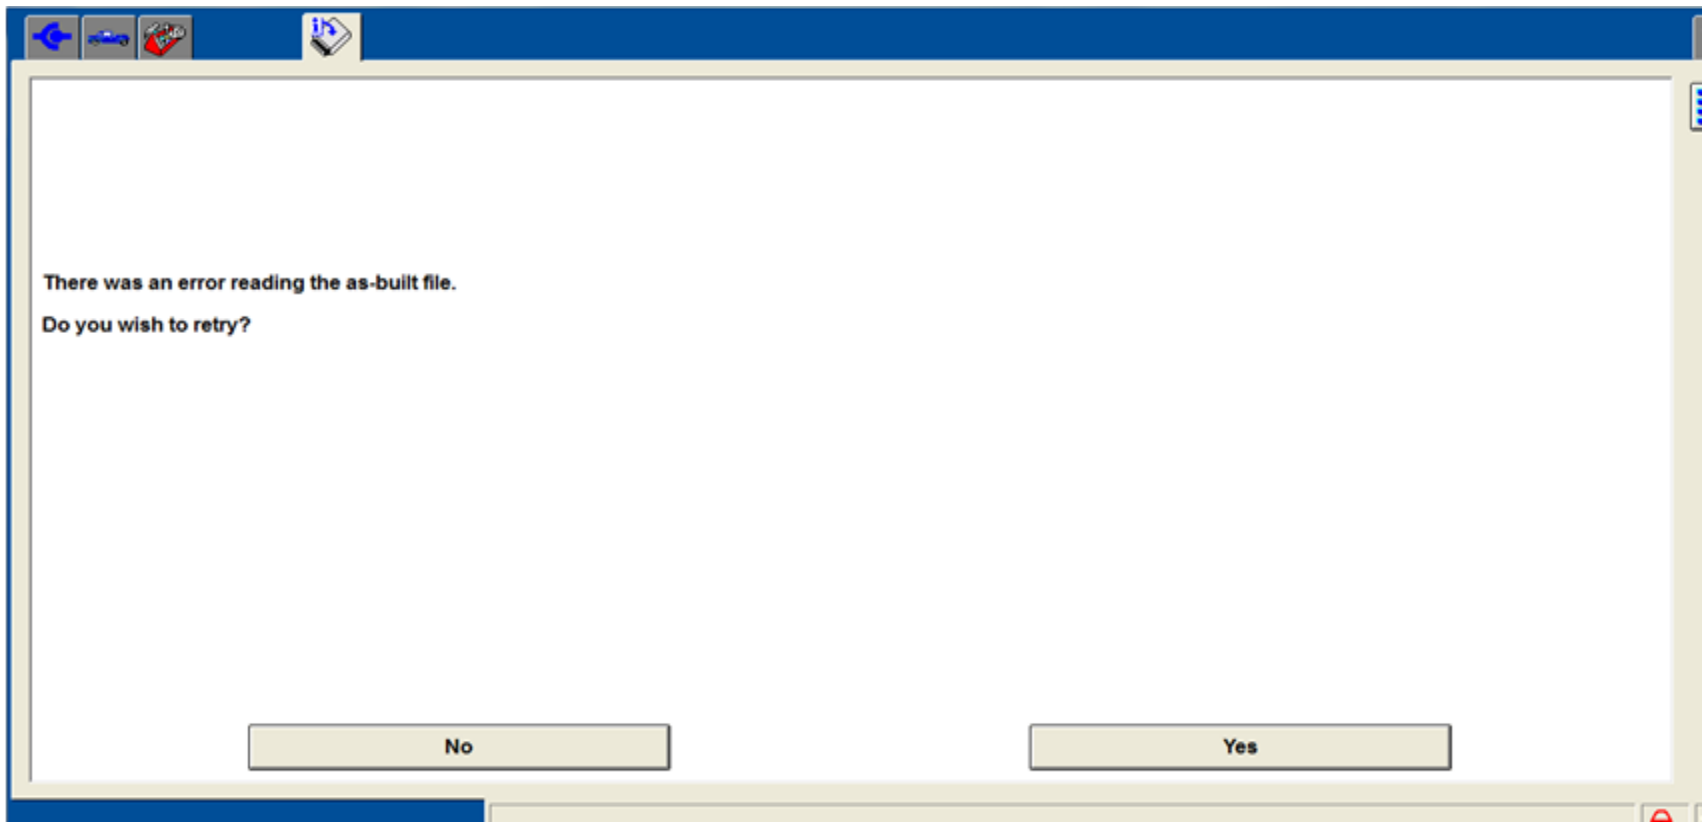 There was an error reading the as-built file.
Do you wish to retry?
No
Yes